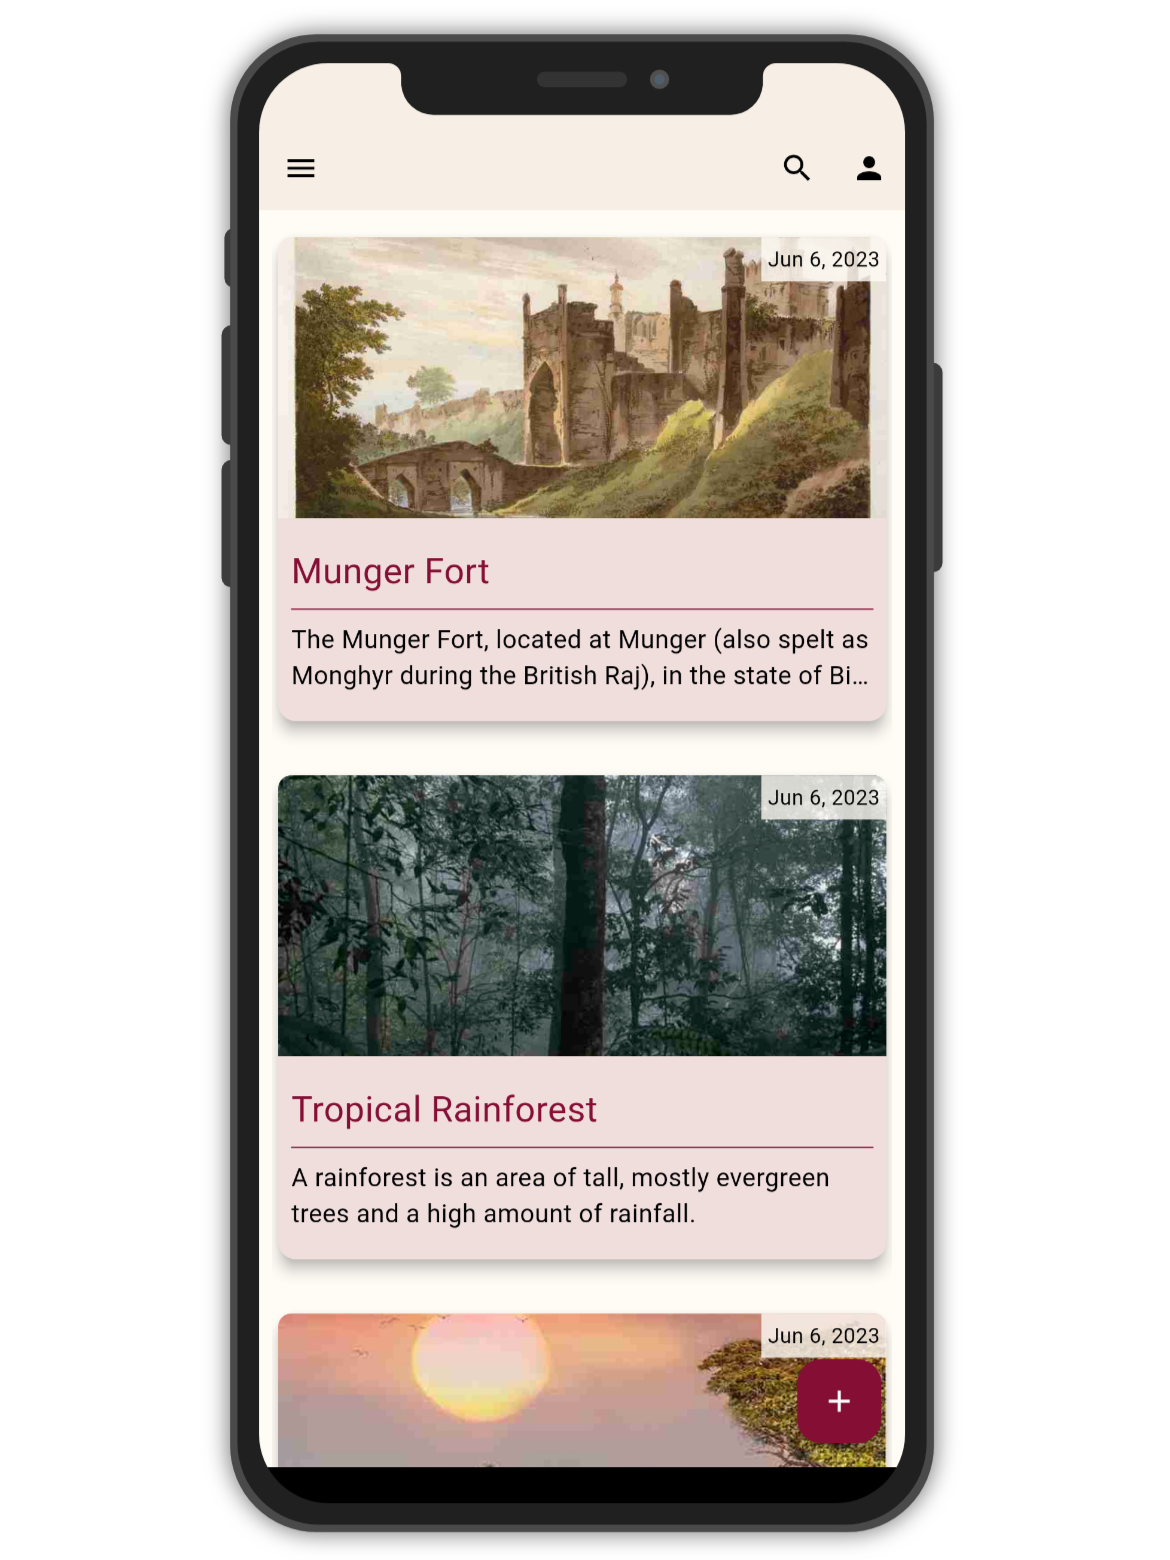 Jun 6, 2023
Munger Fort
The Munger Fort, located at Munger (also spelt as
Monghyr during the British Raj), in the state of Bi...
Jun 6, 2023
Tropical Rainforest
A rainforest is an area of tall, mostly evergreen
trees and a high amount of rainfall.
Jun 6, 2023
+